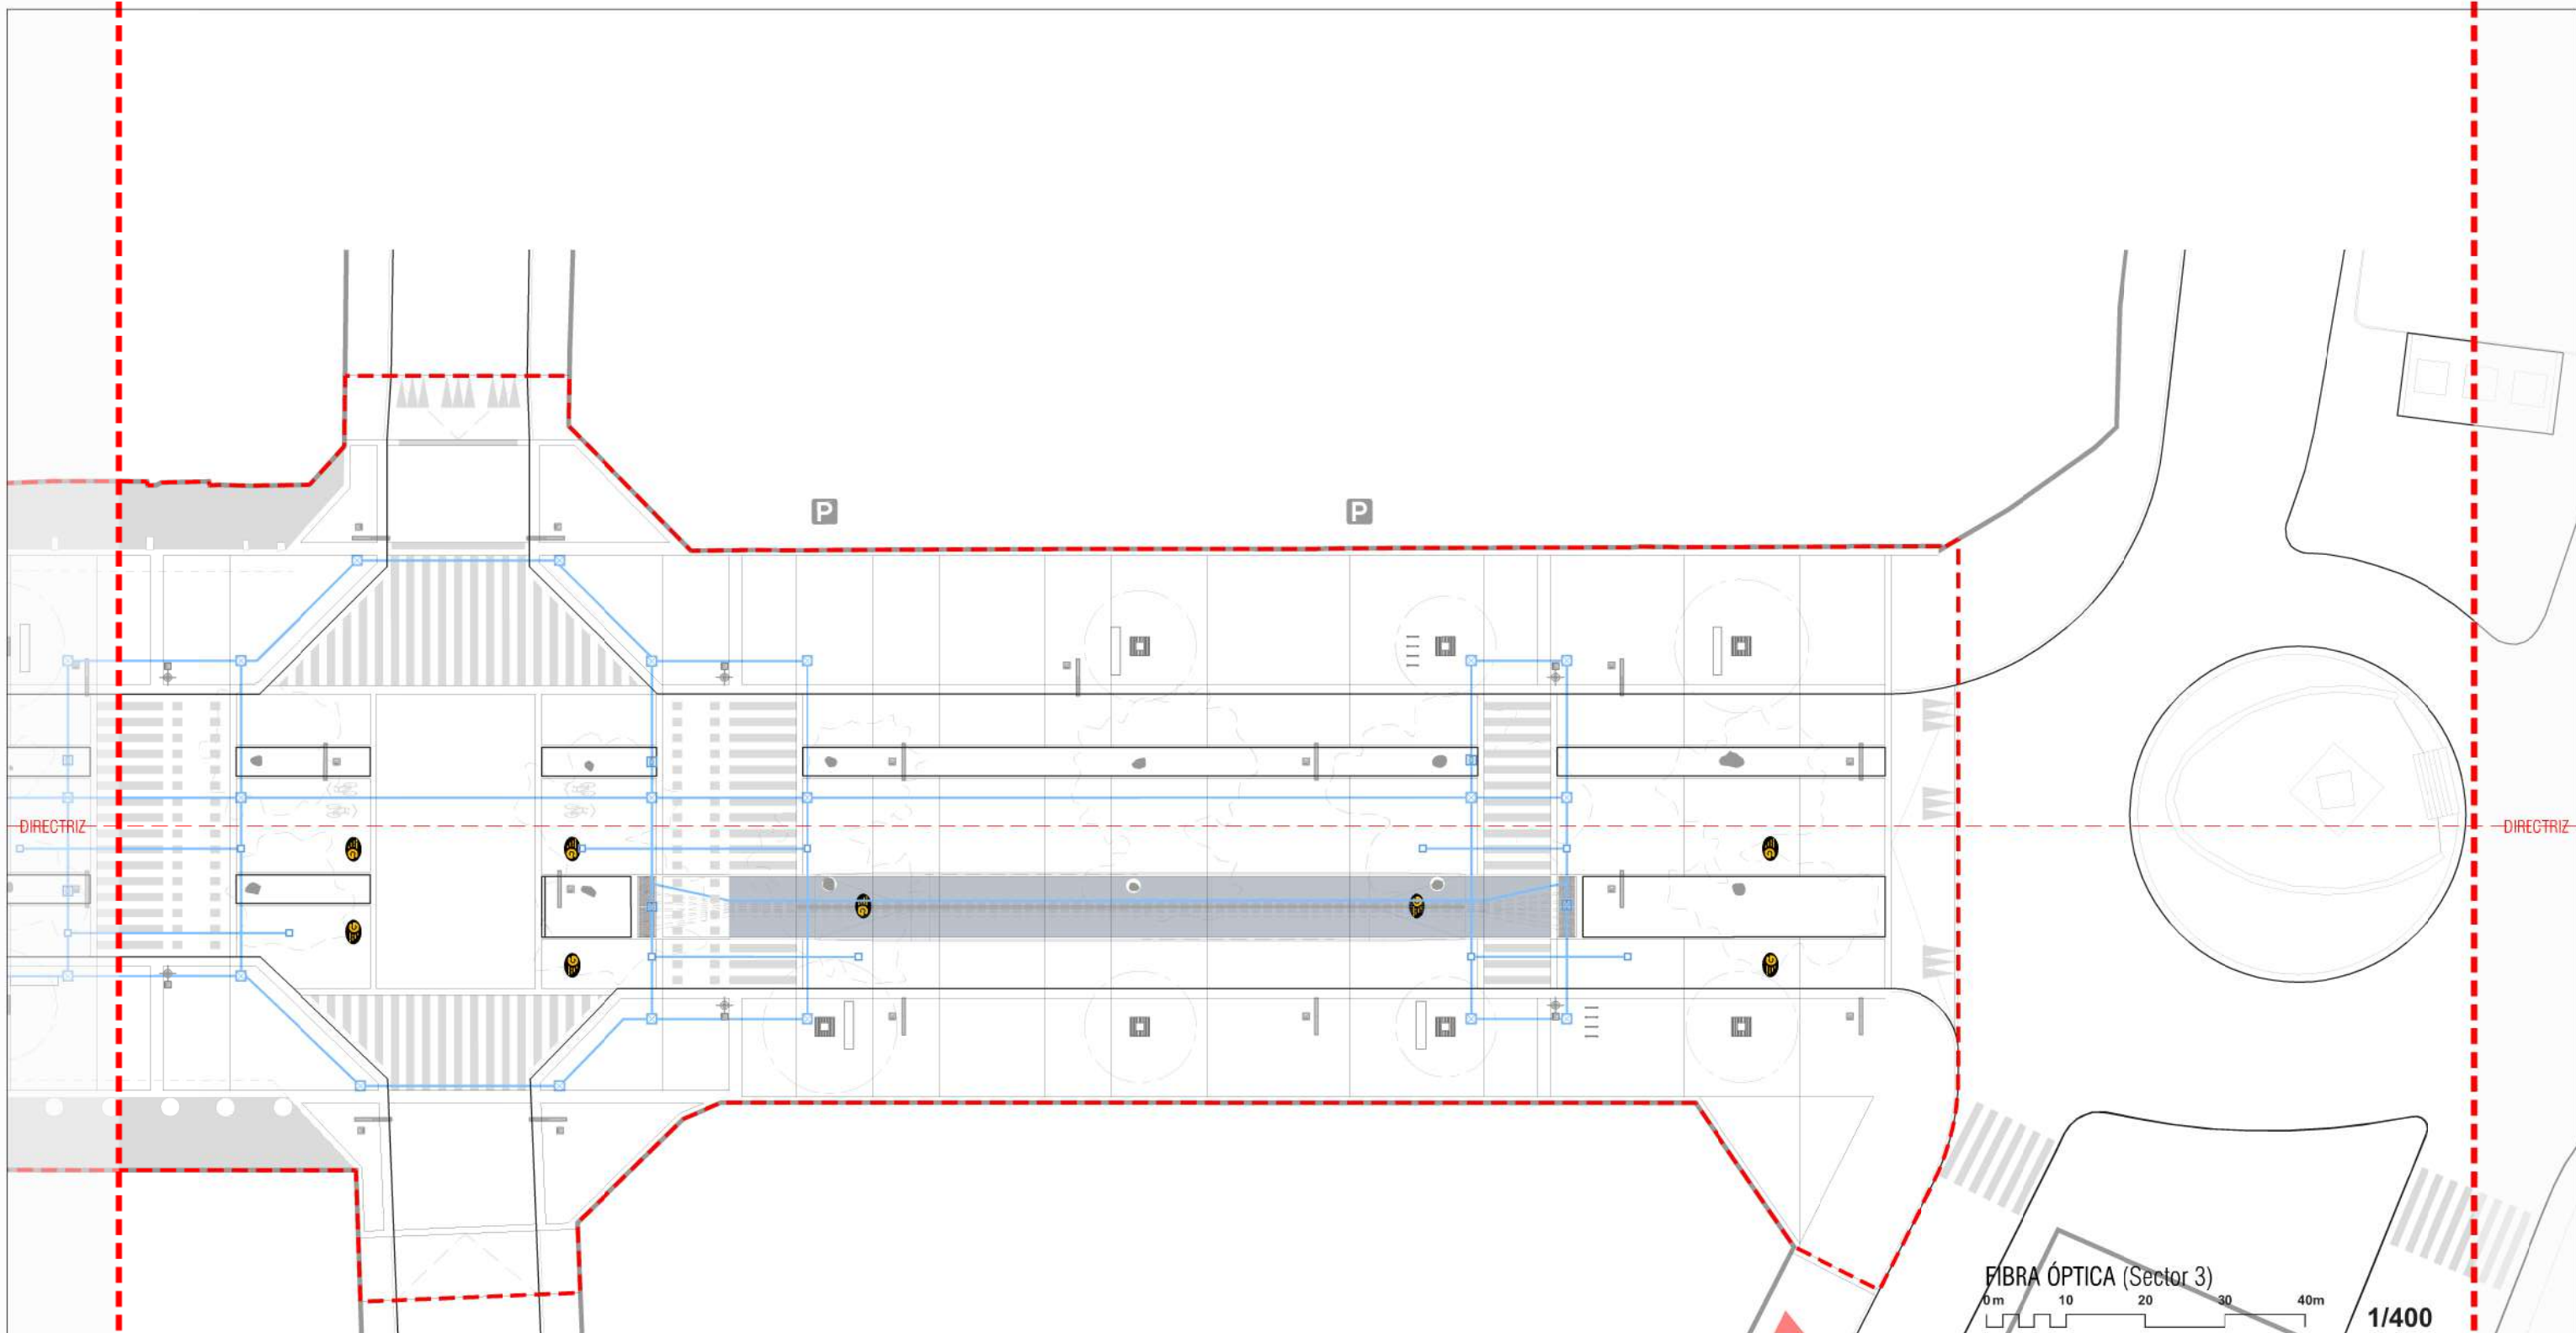 P
P
DIRECTRIZ
DIRECTRIZ
FIBRA ÓPTICA (Sector 3)
0m 10 20 30 40m
1/400